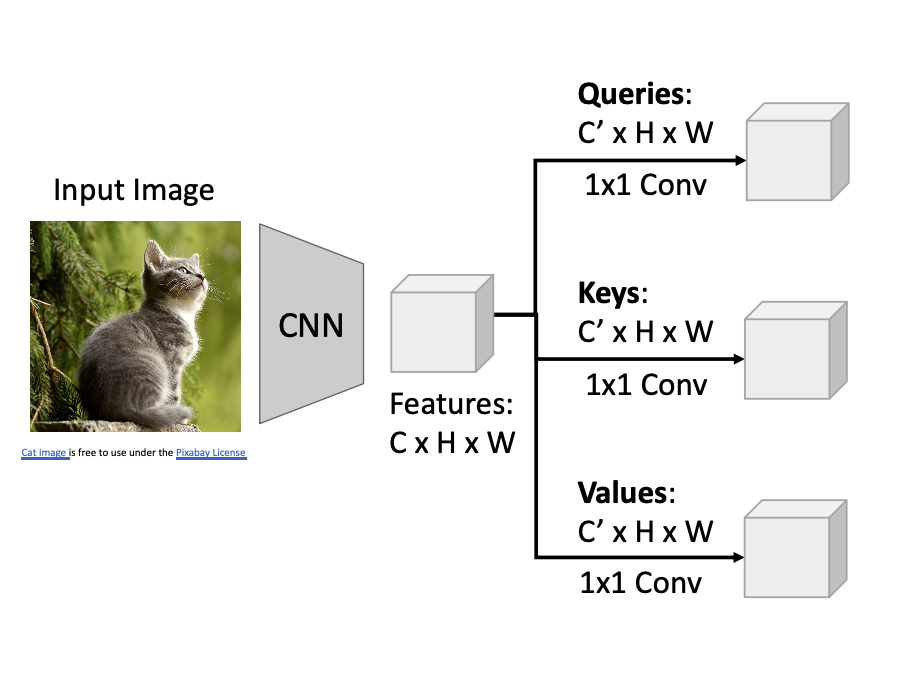 Input Image
Cat image is free to use under the Pixabay License
CNN
Features:
C x H x W
Queries:
C’ x H x W
1x1 Conv
Keys:
C’ x H x W
1x1 Conv
Values:
C’ x H x W
1x1 Conv